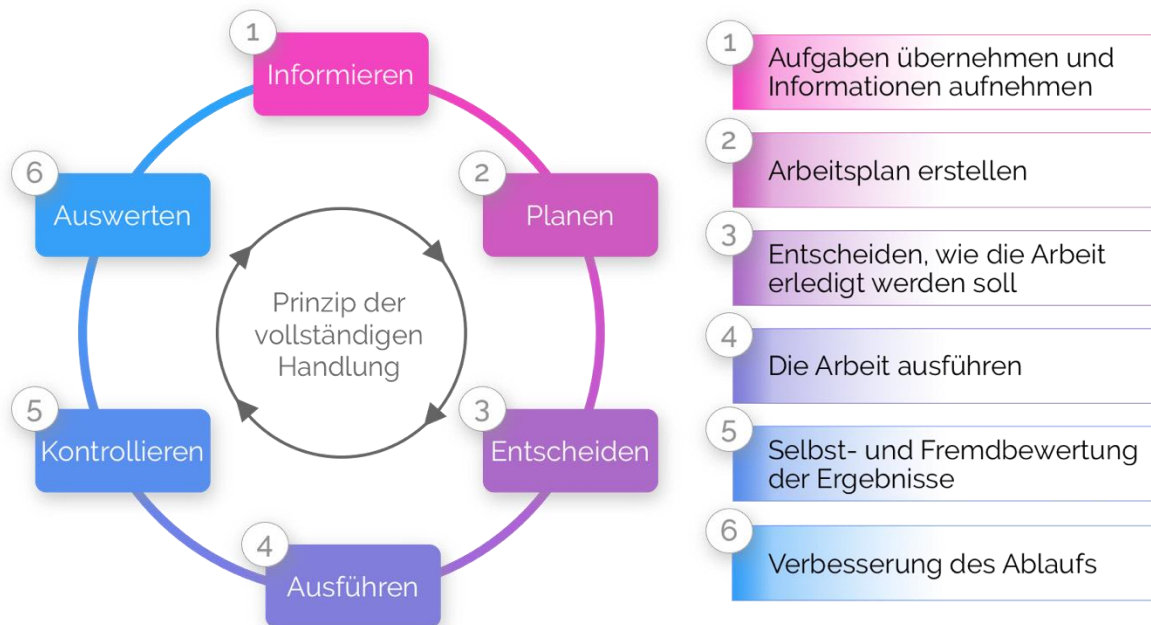 1
Informieren
2
Planen
3
Entscheiden
4
Ausführen
5
Kontrollieren
6
Auswerten
Prinzip der
vollständigen
Handlung
1
Aufgaben übernehmen und
Informationen aufnehmen
2
Arbeitsplan erstellen
3
Entscheiden, wie die Arbeit
erledigt werden soll
4
Die Arbeit ausführen
5
Selbst- und Fremdbewertung
der Ergebnisse
6
Verbesserung des Ablaufs